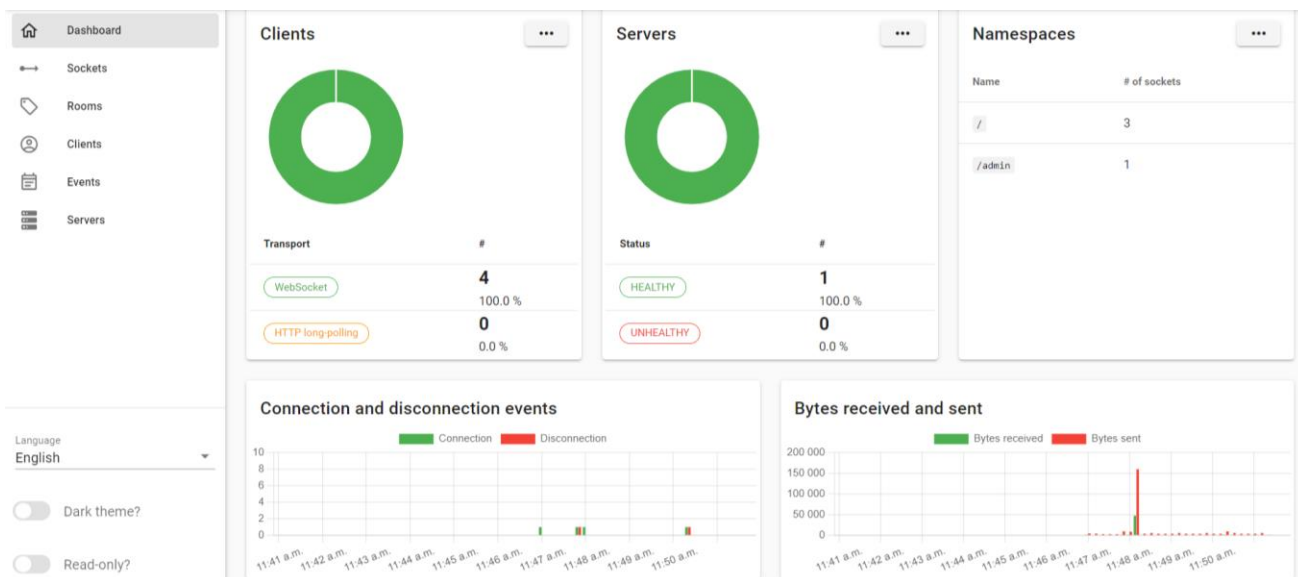 Dashboard
Sockets
Rooms
Clients
Events
Servers
Language
English
Dark theme?
Read-only?
Clients
Transport #
WebSocket 4
100.0 %
HTTP long-polling 0
0.0 %
Servers
Status #
HEALTHY 1
100.0 %
UNHEALTHY 0
0.0 %
Namespaces
Name # of sockets
/ 3
/admin 1
Connection and disconnection events
Connection Disconnection
10
8
6
4
2
0
11:41 a.m. 11:42 a.m. 11:43 a.m. 11:44 a.m. 11:45 a.m. 11:46 a.m. 11:47 a.m. 11:48 a.m. 11:49 a.m. 11:50 a.m.
Bytes received and sent
Bytes received Bytes sent
200 000
150 000
100 000
50 000
0
11:41 a.m. 11:42 a.m. 11:43 a.m. 11:44 a.m. 11:45 a.m. 11:46 a.m. 11:47 a.m. 11:48 a.m. 11:49 a.m. 11:50 a.m.